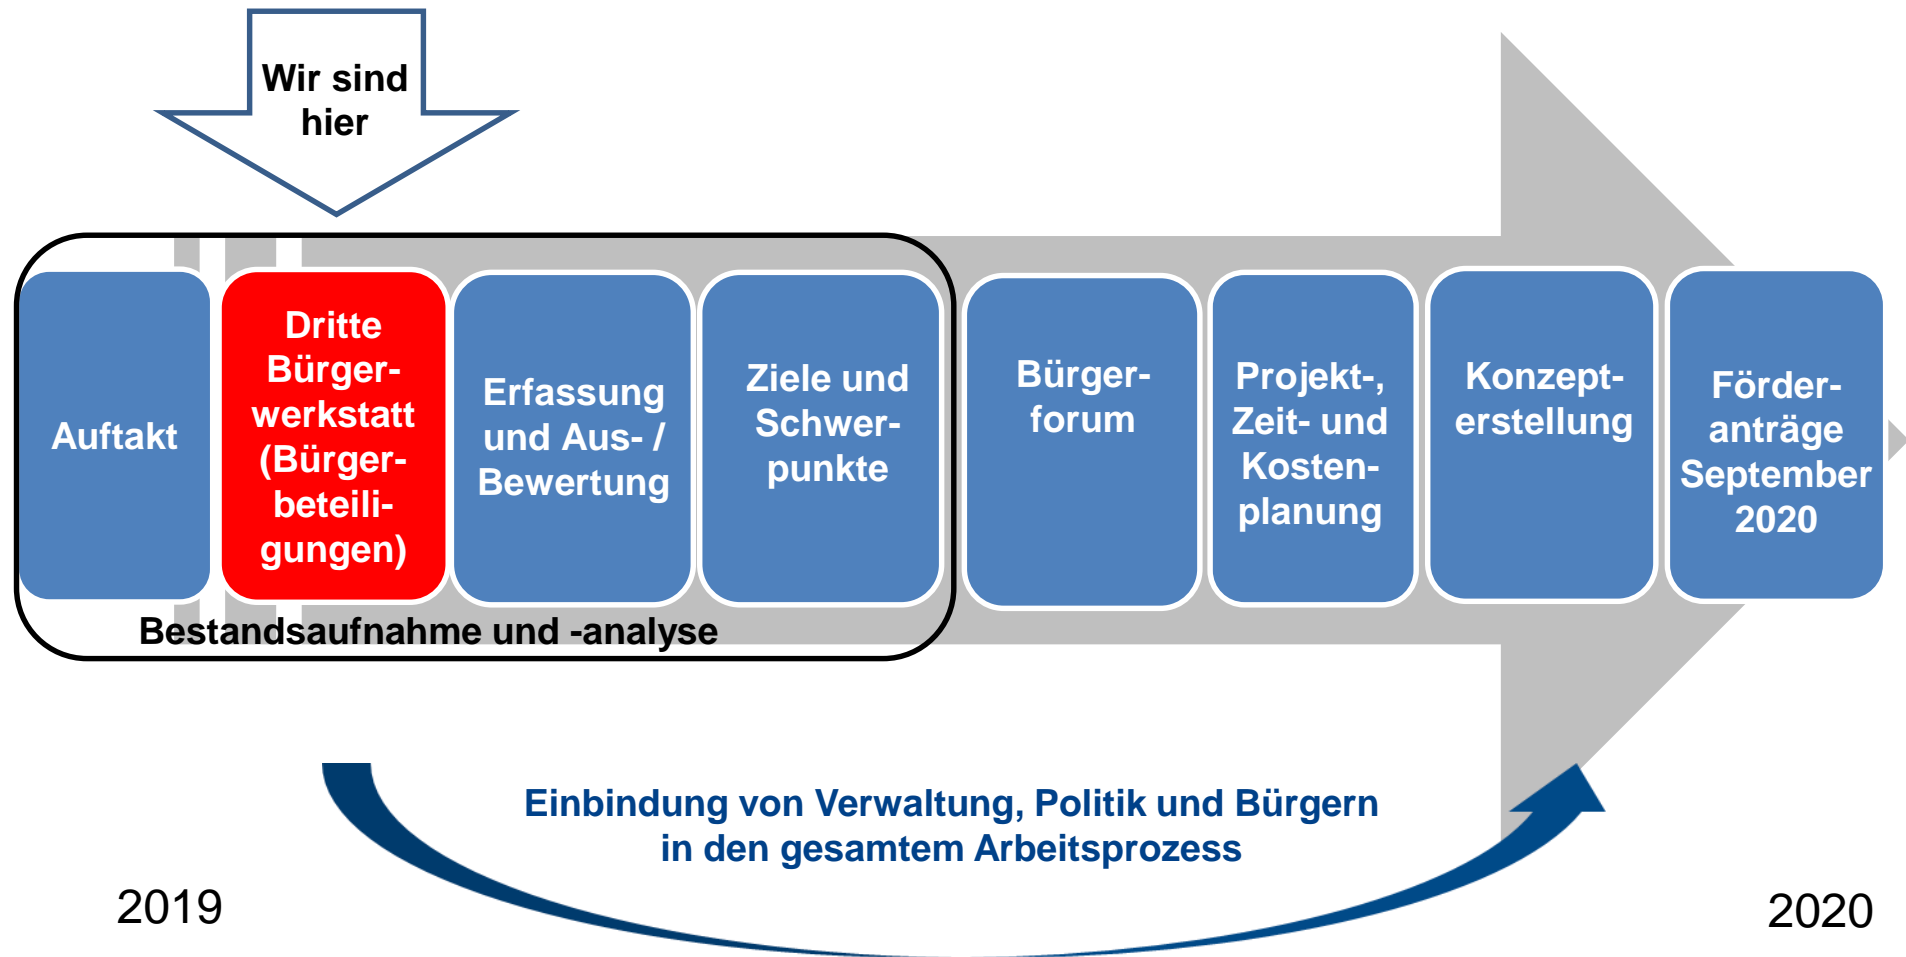 Wir sind
hier
Auftakt
Dritte
Bürger-
werkstatt
(Bürger-
beteili-
gungen)
Erfassung
und Aus- /
Bewertung
Ziele und
Schwer-
punkte
Bürger-
forum
Projekt-,
Zeit- und
Kosten-
planung
Konzept-
erstellung
Förder-
anträge
September
2020
Bestandsaufnahme und -analyse
Einbindung von Verwaltung, Politik und Bürgern
in den gesamtem Arbeitsprozess
2019
2020